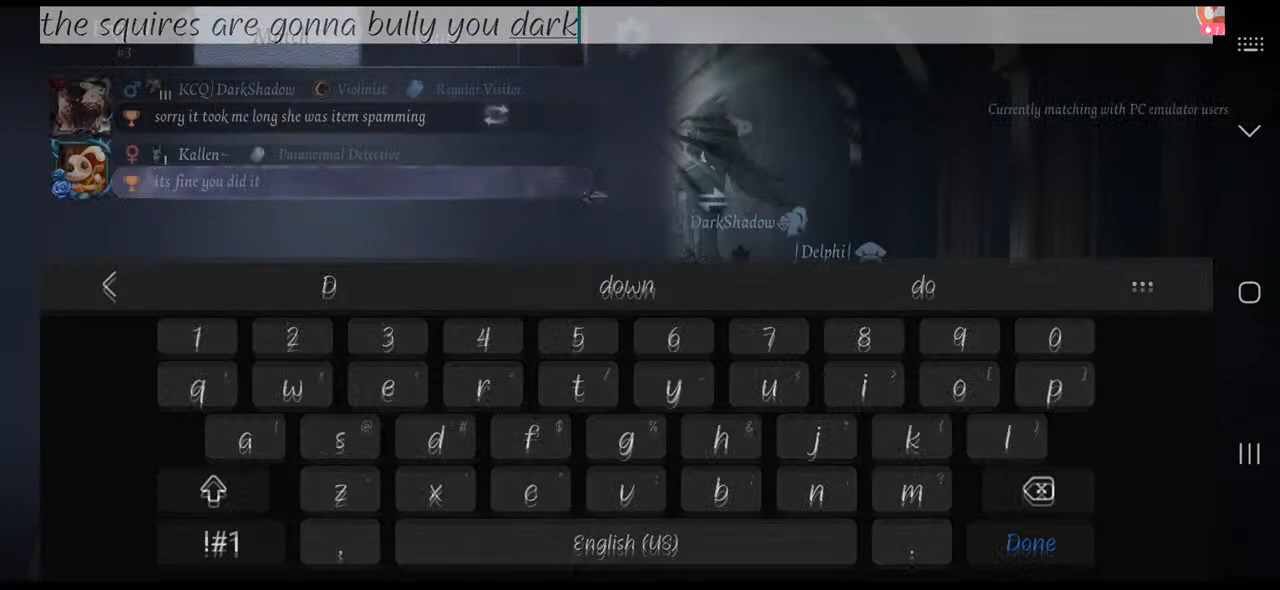 the squires are gonna bully you dark
#3
KCQ|DarkShadow Violinist Regular Visitor
sorry it took me long she was item spamming
Currently matching with PC emulator users
Kallen~ Paranormal Detective
its fine you did it
DarkShadow
|Delphi|
D down do
1 2 3 4 5 6 7 8 9 0
q w e r t y u i o p
a s d f g h j k l
z x c v b n m
!#1 , English (US) . Done